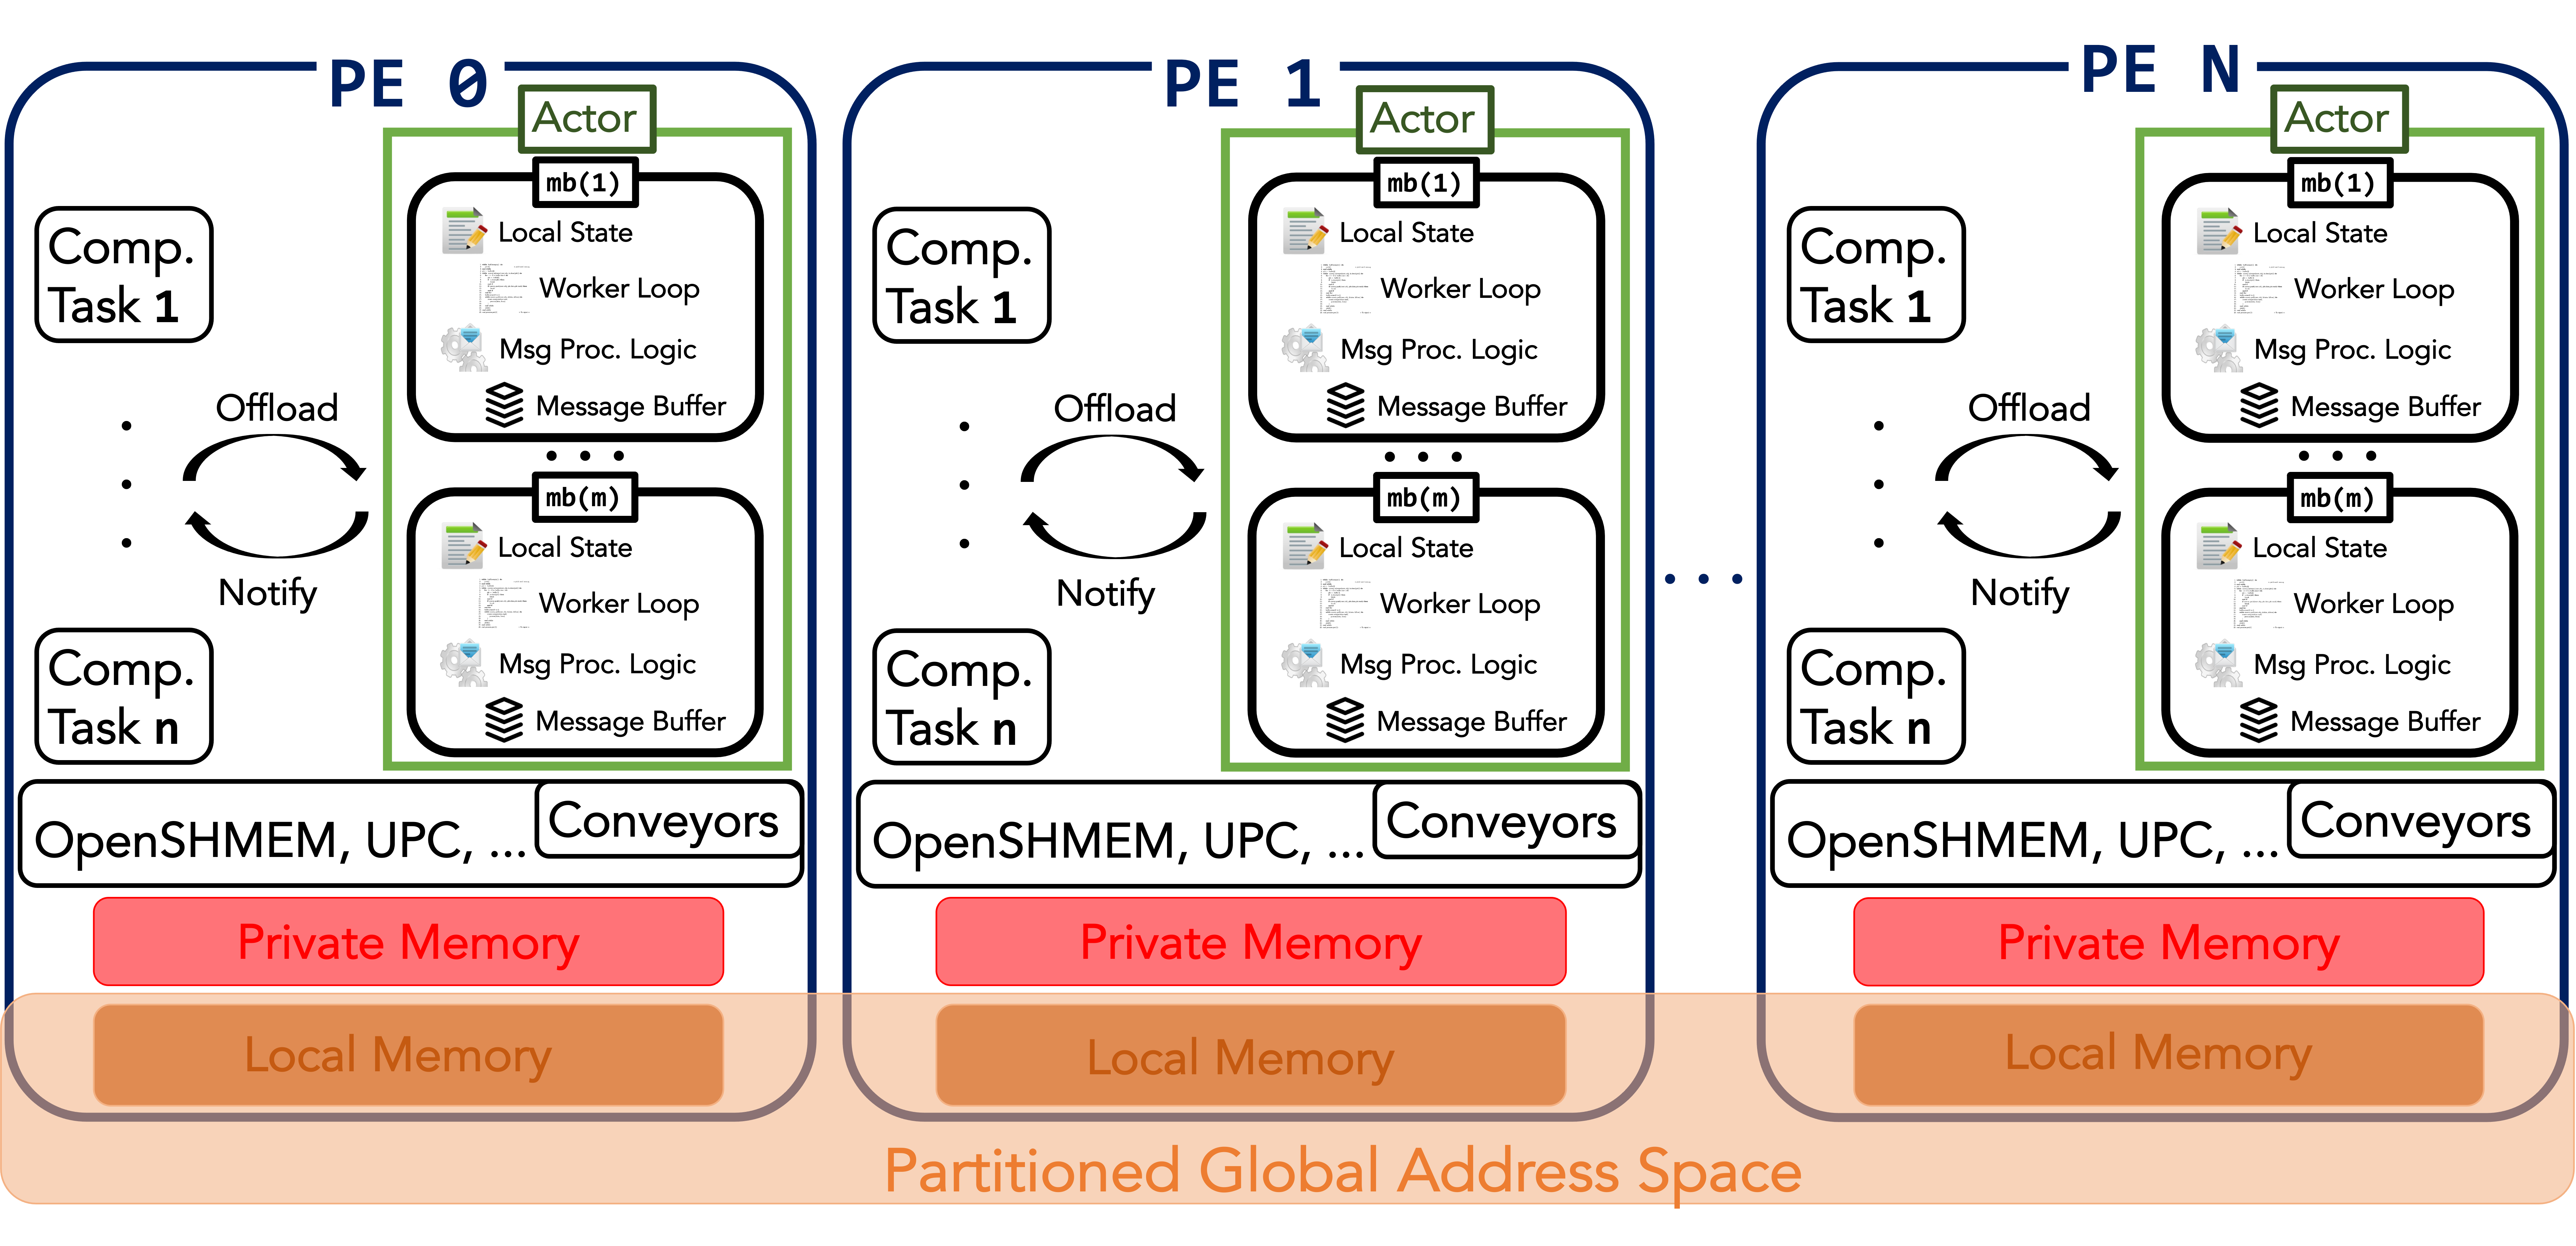 PE 0
Actor
mb(1)
Local State
Worker Loop
Msg Proc. Logic
Message Buffer
Comp.
Task 1
Offload
Notify
• • •
mb(m)
Local State
Worker Loop
Msg Proc. Logic
Message Buffer
Comp.
Task n
OpenSHMEM, UPC, ...
Conveyors
Private Memory
Local Memory
PE 1
Actor
mb(1)
Local State
Worker Loop
Msg Proc. Logic
Message Buffer
Comp.
Task 1
Offload
Notify
• • •
mb(m)
Local State
Worker Loop
Msg Proc. Logic
Message Buffer
Comp.
Task n
OpenSHMEM, UPC, ...
Conveyors
Private Memory
Local Memory
• • •
PE N
Actor
mb(1)
Local State
Worker Loop
Msg Proc. Logic
Message Buffer
Comp.
Task 1
Offload
Notify
• • •
mb(m)
Local State
Worker Loop
Msg Proc. Logic
Message Buffer
Comp.
Task n
OpenSHMEM, UPC, ...
Conveyors
Private Memory
Local Memory
Partitioned Global Address Space